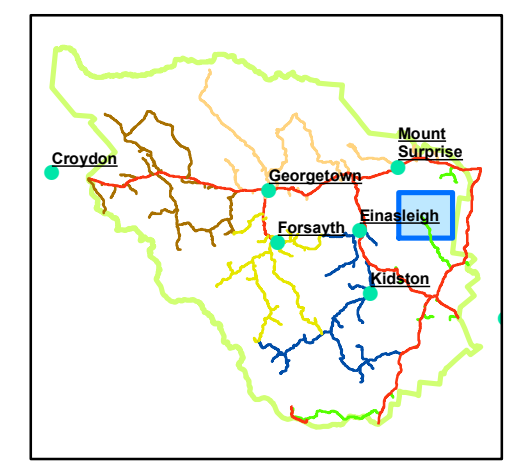 Mount
Surprise
Croydon
Georgetown
Forsayth
Einasleigh
Kidston